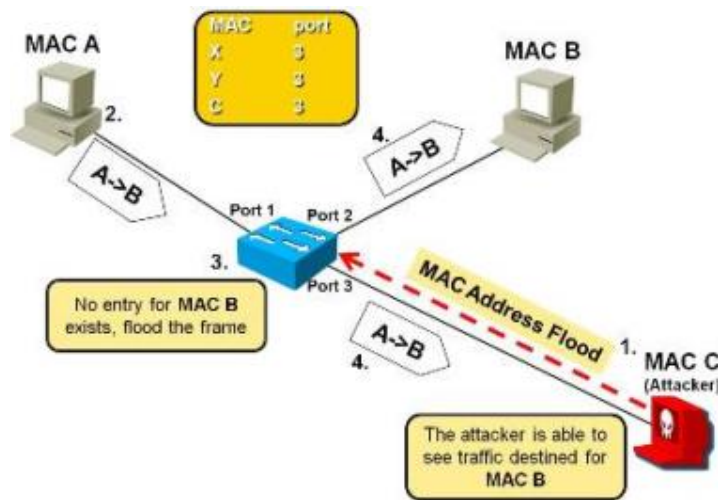 MAC port
X 3
Y 3
C 3
MAC A
MAC B
2.
4.
A->B
A->B
Port 1
Port 2
3.
Port 3
No entry for MAC B
exists, flood the frame
MAC Address Flood
A->B
4.
1.
MAC C
(Attacker)
The attacker is able to
see traffic destined for
MAC B